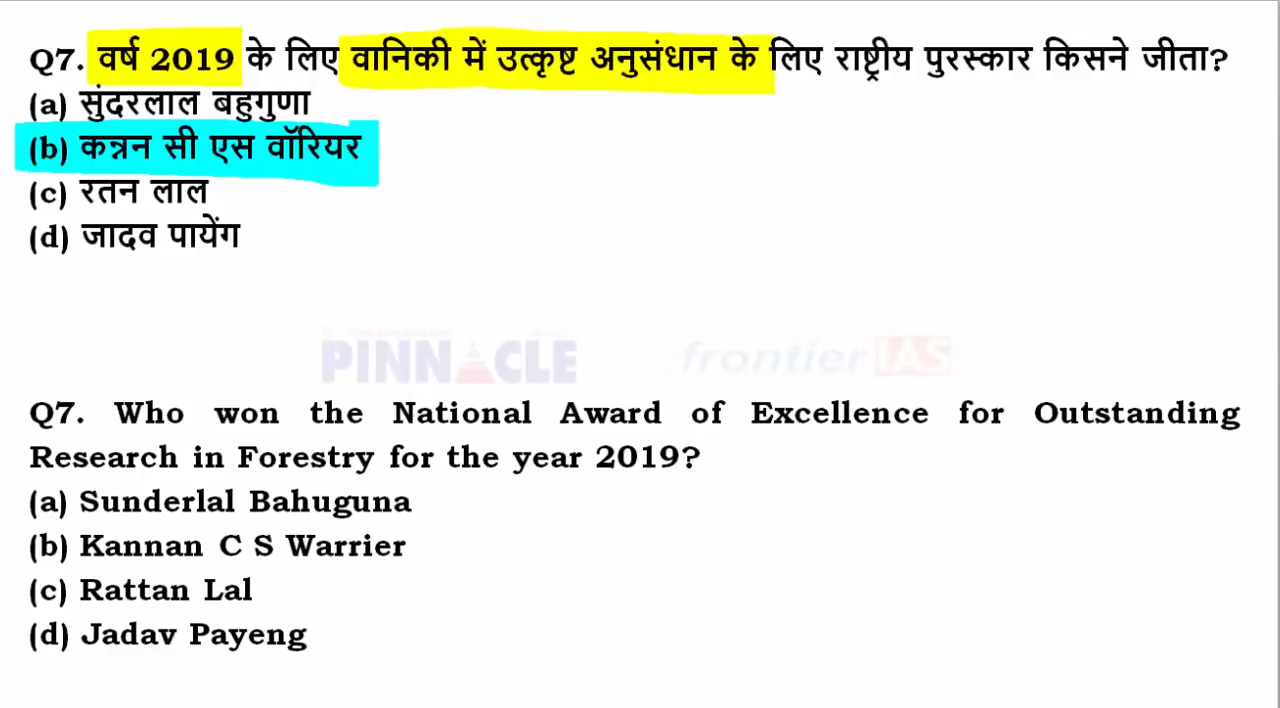 Q7. वर्ष 2019 के लिए वानिकी में उत्कृष्ट अनुसंधान के लिए राष्ट्रीय पुरस्कार किसने जीता?
(a) सुंदरलाल बहुगुणा
(b) कन्नन सी एस वॉरियर
(c) रतन लाल
(d) जादव पायेंग
PINNACLE frontier IAS
Q7. Who won the National Award of Excellence for Outstanding
Research in Forestry for the year 2019?
(a) Sunderlal Bahuguna
(b) Kannan C S Warrier
(c) Rattan Lal
(d) Jadav Payeng